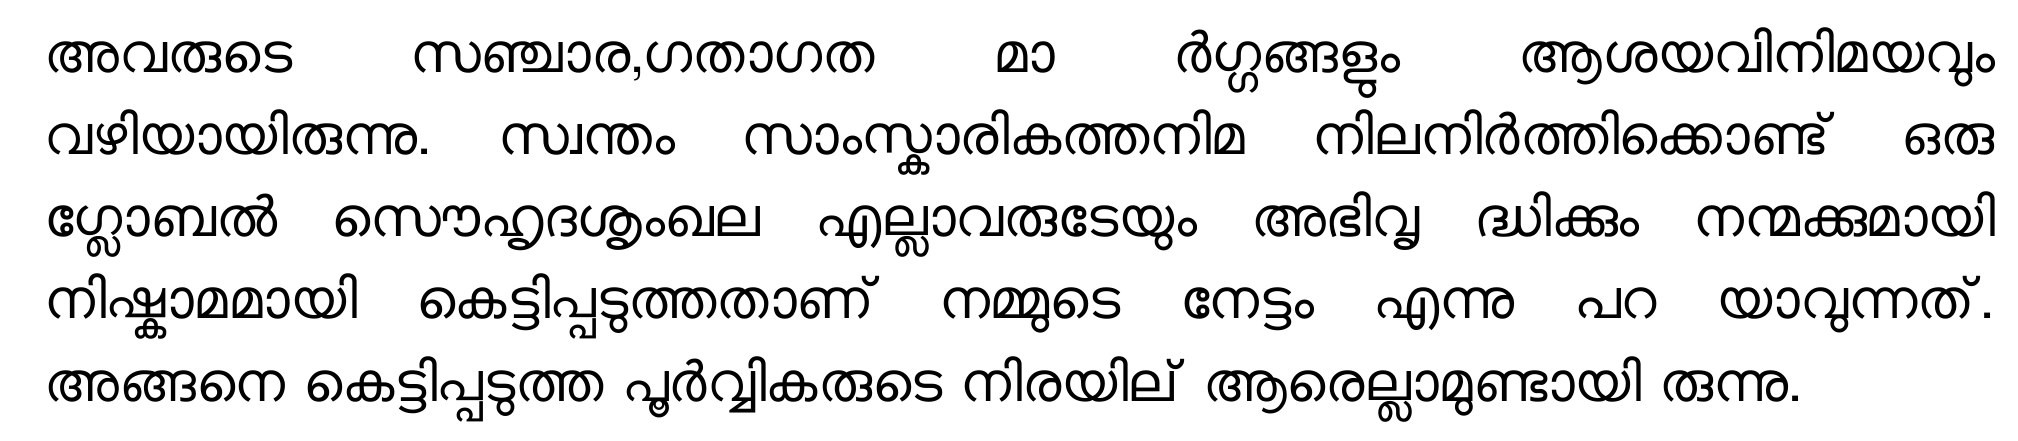 അവരുടെ സഞ്ചാര,ഗതാഗത മാ ർഗ്ഗങ്ങളും ആശയവിനിമയവും
വഴിയായിരുന്നു. സ്വന്തം സാംസ്കാരികത്തനിമ നിലനിർത്തിക്കൊണ്ട് ഒരു
ഗ്ലോബൽ സൌഹൃദശൃംഖല എല്ലാവരുടേയും അഭിവൃ ദ്ധിക്കും നന്മക്കുമായി
നിഷ്കാമമായി കെട്ടിപ്പടുത്തതാണ് നമ്മുടെ നേട്ടം എന്നു പറ യാവുന്നത്.
അങ്ങനെ കെട്ടിപ്പടുത്ത പൂർവ്വികരുടെ നിരയില് ആരെല്ലാമുണ്ടായി രുന്നു.